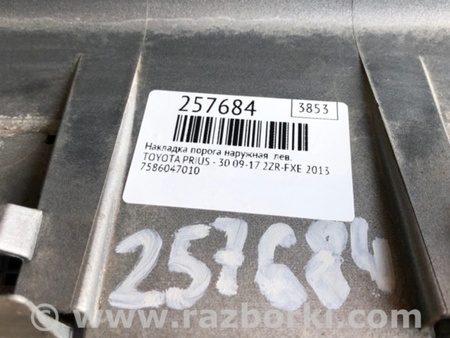 257684
3853
Накладка порога наружная лев.
TOYOTA PRIUS - 30 09-17 2ZR-FXE 2013
7586047010
257684
www.razborki.com